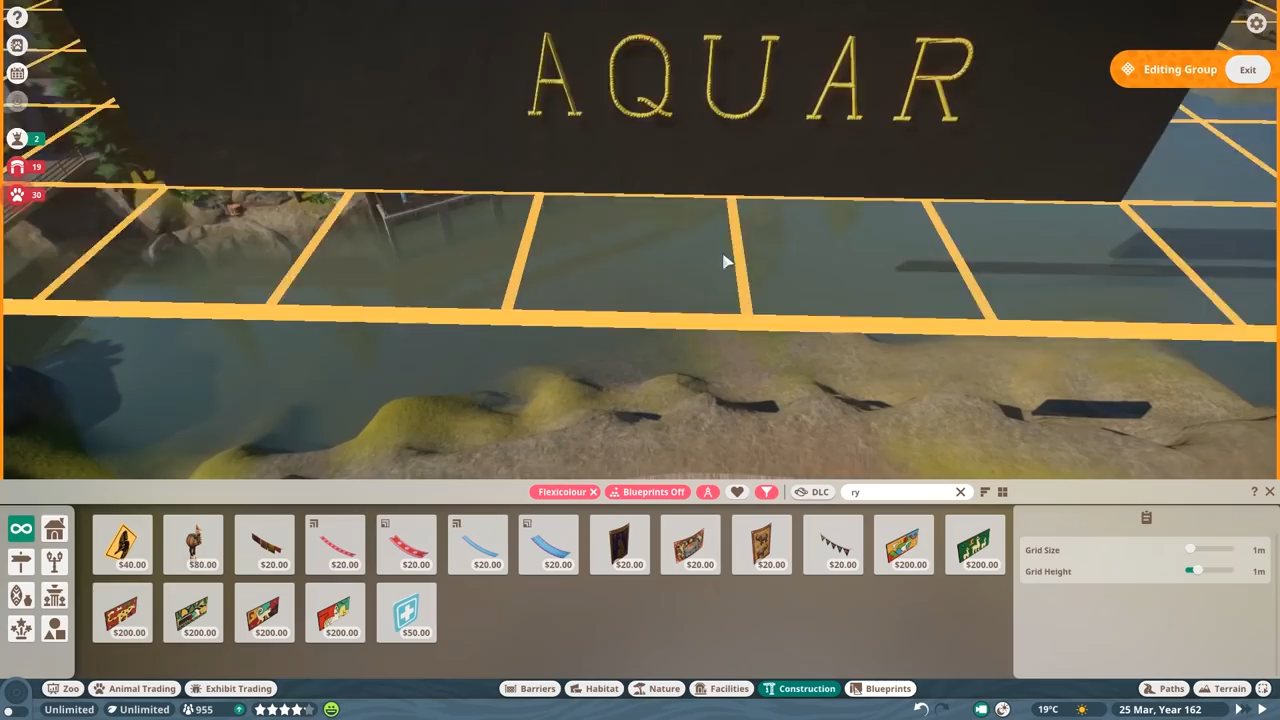 AQUAR
Editing Group Exit
2
19
30
Flexicolour Blueprints Off DLC ry
$40.00 $80.00 $20.00 $20.00 $20.00 $20.00 $20.00 $20.00 $20.00 $20.00 $20.00 $200.00 $200.00
$200.00 $200.00 $200.00 $200.00 $50.00
Grid Size 1m
Grid Height 1m
Zoo Animal Trading Exhibit Trading Barriers Habitat Nature Facilities Construction Blueprints Paths Terrain
Unlimited Unlimited 955 19°C 25 Mar, Year 162